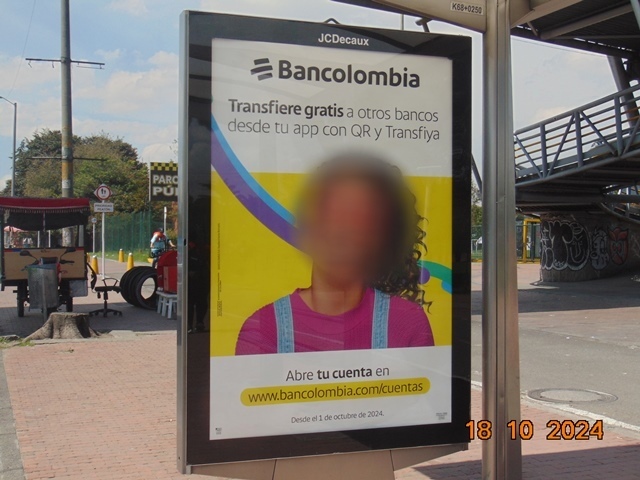 K68+0250
JCDecaux
Bancolombia
Transfiere gratis a otros bancos
desde tu app con QR y Transfiya
Abre tu cuenta en
www.bancolombia.com/cuentas
Desde el 1 de octubre de 2024.
18 10 2024